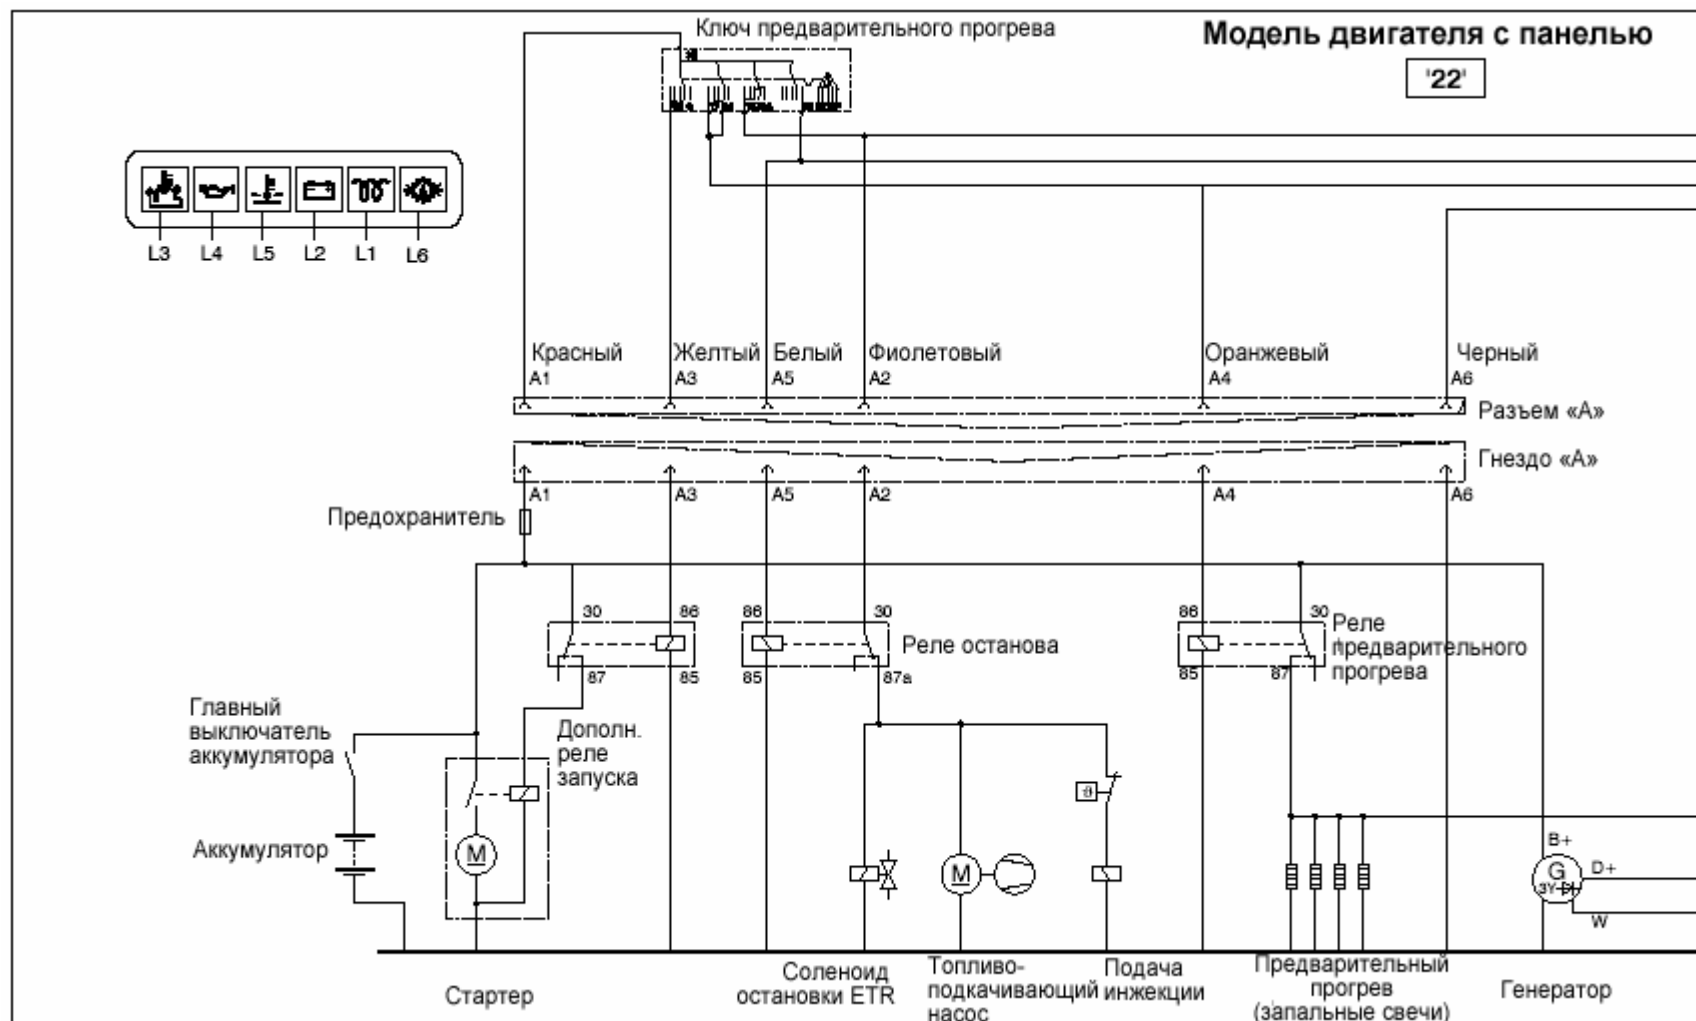 Ключ предварительного прогрева
Модель двигателя с панелью
'22'
L3 L4 L5 L2 L1 L6
Красный Желтый Белый Фиолетовый Оранжевый Черный
A1 A3 A5 A2 A4 A6
Разъем «А»
Гнездо «А»
A1 A3 A5 A2 A4 A6
Предохранитель
30 86 86 30 86 30
Реле останова
Реле
предварительного
прогрева
87 85 85 87a 85 87
Главный
выключатель
аккумулятора
Дополн.
реле
запуска
ϑ
Аккумулятор
M
M
B+
G
3Y
D+
W
Стартер
Соленоид
остановки ETR
Топливо-
подкачивающий
насос
Подача
инжекции
Предварительный
прогрев
(запальные свечи)
Генератор